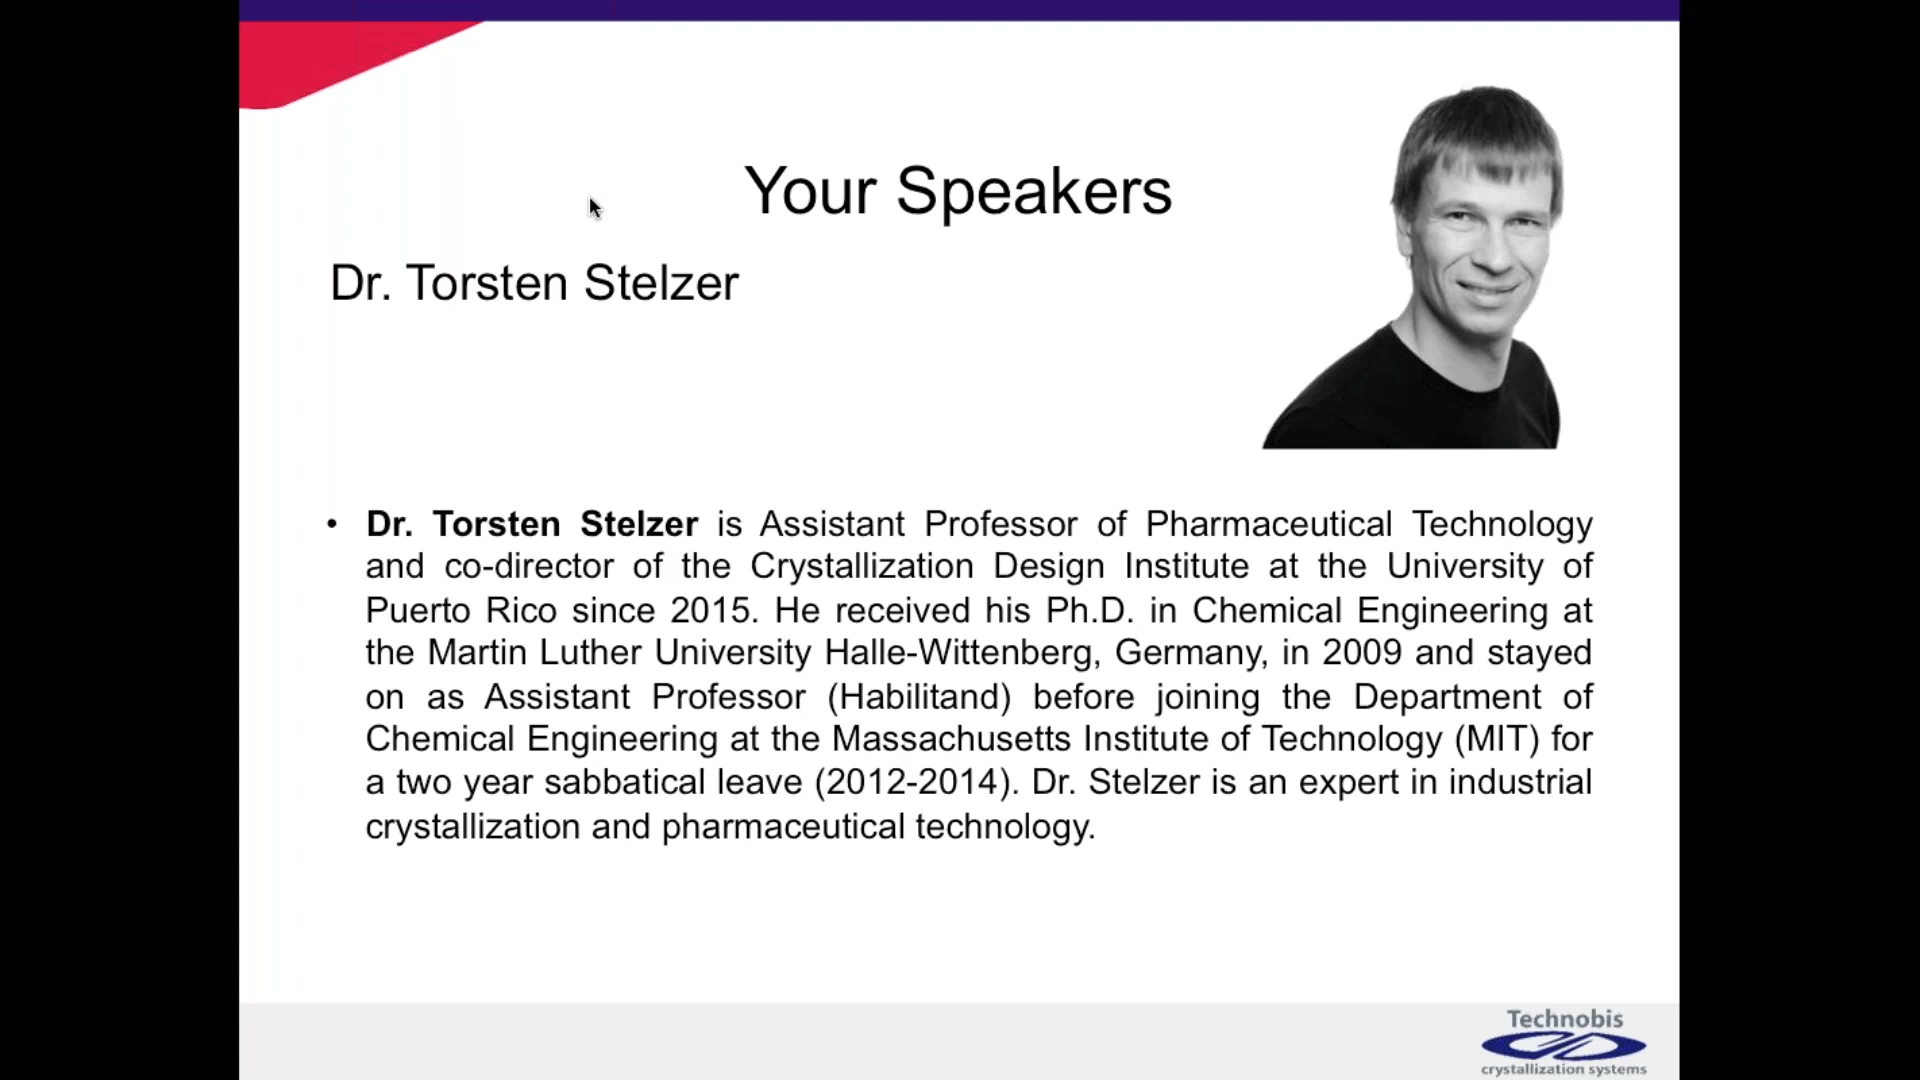 Your Speakers
Dr. Torsten Stelzer
• Dr. Torsten Stelzer is Assistant Professor of Pharmaceutical Technology
and co-director of the Crystallization Design Institute at the University of
Puerto Rico since 2015. He received his Ph.D. in Chemical Engineering at
the Martin Luther University Halle-Wittenberg, Germany, in 2009 and stayed
on as Assistant Professor (Habilitand) before joining the Department of
Chemical Engineering at the Massachusetts Institute of Technology (MIT) for
a two year sabbatical leave (2012-2014). Dr. Stelzer is an expert in industrial
crystallization and pharmaceutical technology.
Technobis
crystallization systems